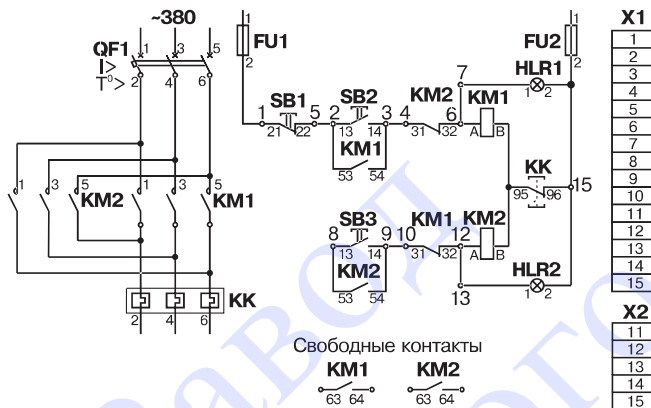 ~380
QF1
I>
T°>
1 3 5
2 4 6
1 3 5 KM2 1 3 5 KM1
KK
2 4 6
1
FU1
2
1
FU2
2
7 HLR1
1 2
1 SB1 5 2 SB2 3 4 KM2 6 KM1
21 22 13 14 31 32 A B
KM1
53 54
KK
95 96 15
8 SB3 9 10 KM1 12 KM2
13 14 31 32 A B
KM2
53 54
HLR2
13 1 2
Свободные контакты
KM1 KM2
63 64 63 64
X1
1
2
3
4
5
6
7
8
9
10
11
12
13
14
15
X2
11
12
13
14
15
завод